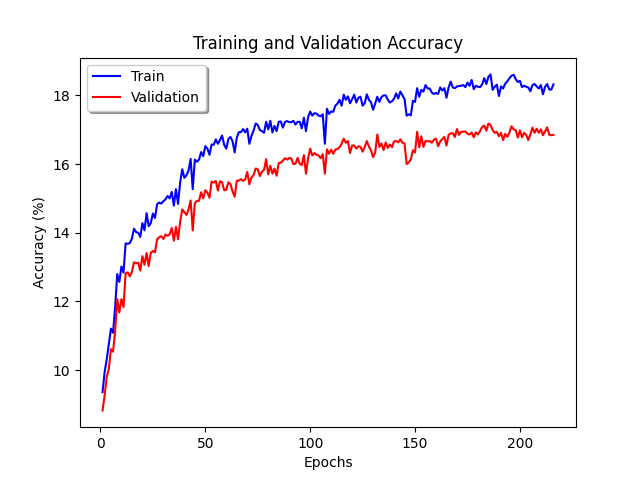 Training and Validation Accuracy
Train
Validation
18
16
14
12
10
Accuracy (%)
0 50 100 150 200
Epochs